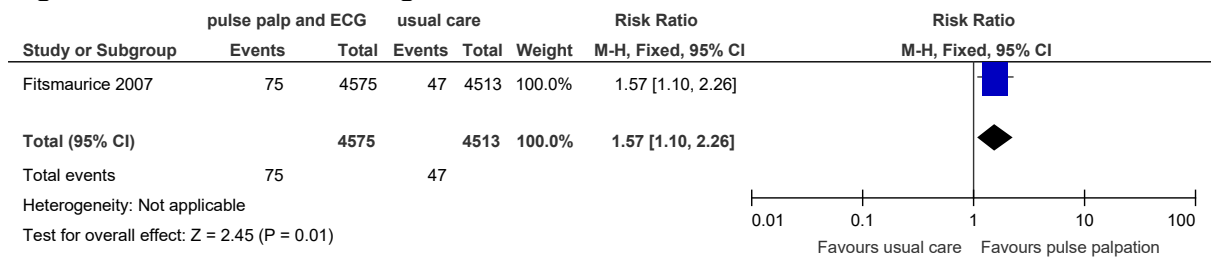 pulse palp and ECG usual care Risk Ratio Risk Ratio
Study or Subgroup Events Total Events Total Weight M-H, Fixed, 95% CI M-H, Fixed, 95% CI
Fitsmaurice 2007 75 4575 47 4513 100.0% 1.57 [1.10, 2.26]
Total (95% CI) 4575 4513 100.0% 1.57 [1.10, 2.26]
Total events 75 47
Heterogeneity: Not applicable
Test for overall effect: Z = 2.45 (P = 0.01)
0.01 0.1 1 10 100
Favours usual care Favours pulse palpation